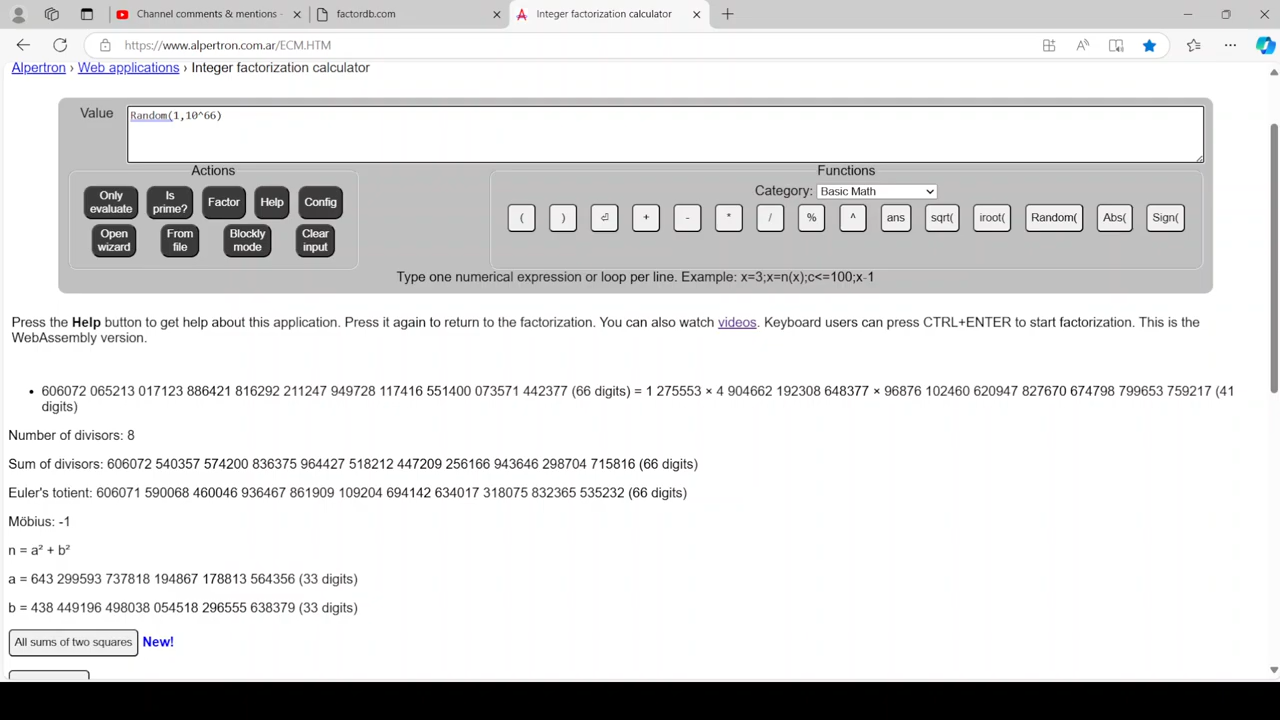 Channel comments & mentions -
factordb.com
Integer factorization calculator
https://www.alpertron.com.ar/ECM.HTM
Alpertron › Web applications › Integer factorization calculator
Value
Random(1,10^66)
Actions
Functions
Only evaluate
Is prime?
Factor
Help
Config
Category: Basic Math
( ) ⏎ + - * / % ^ ans sqrt( iroot( Random( Abs( Sign(
Open wizard
From file
Blockly mode
Clear input
Type one numerical expression or loop per line. Example: x=3;x=n(x);c<=100;x-1
Press the Help button to get help about this application. Press it again to return to the factorization. You can also watch videos. Keyboard users can press CTRL+ENTER to start factorization. This is the
WebAssembly version.
• 606072 065213 017123 886421 816292 211247 949728 117416 551400 073571 442377 (66 digits) = 1 275553 × 4 904662 192308 648377 × 96876 102460 620947 827670 674798 799653 759217 (41
digits)
Number of divisors: 8
Sum of divisors: 606072 540357 574200 836375 964427 518212 447209 256166 943646 298704 715816 (66 digits)
Euler's totient: 606071 590068 460046 936467 861909 109204 694142 634017 318075 832365 535232 (66 digits)
Möbius: -1
n = a² + b²
a = 643 299593 737818 194867 178813 564356 (33 digits)
b = 438 449196 498038 054518 296555 638379 (33 digits)
All sums of two squares New!